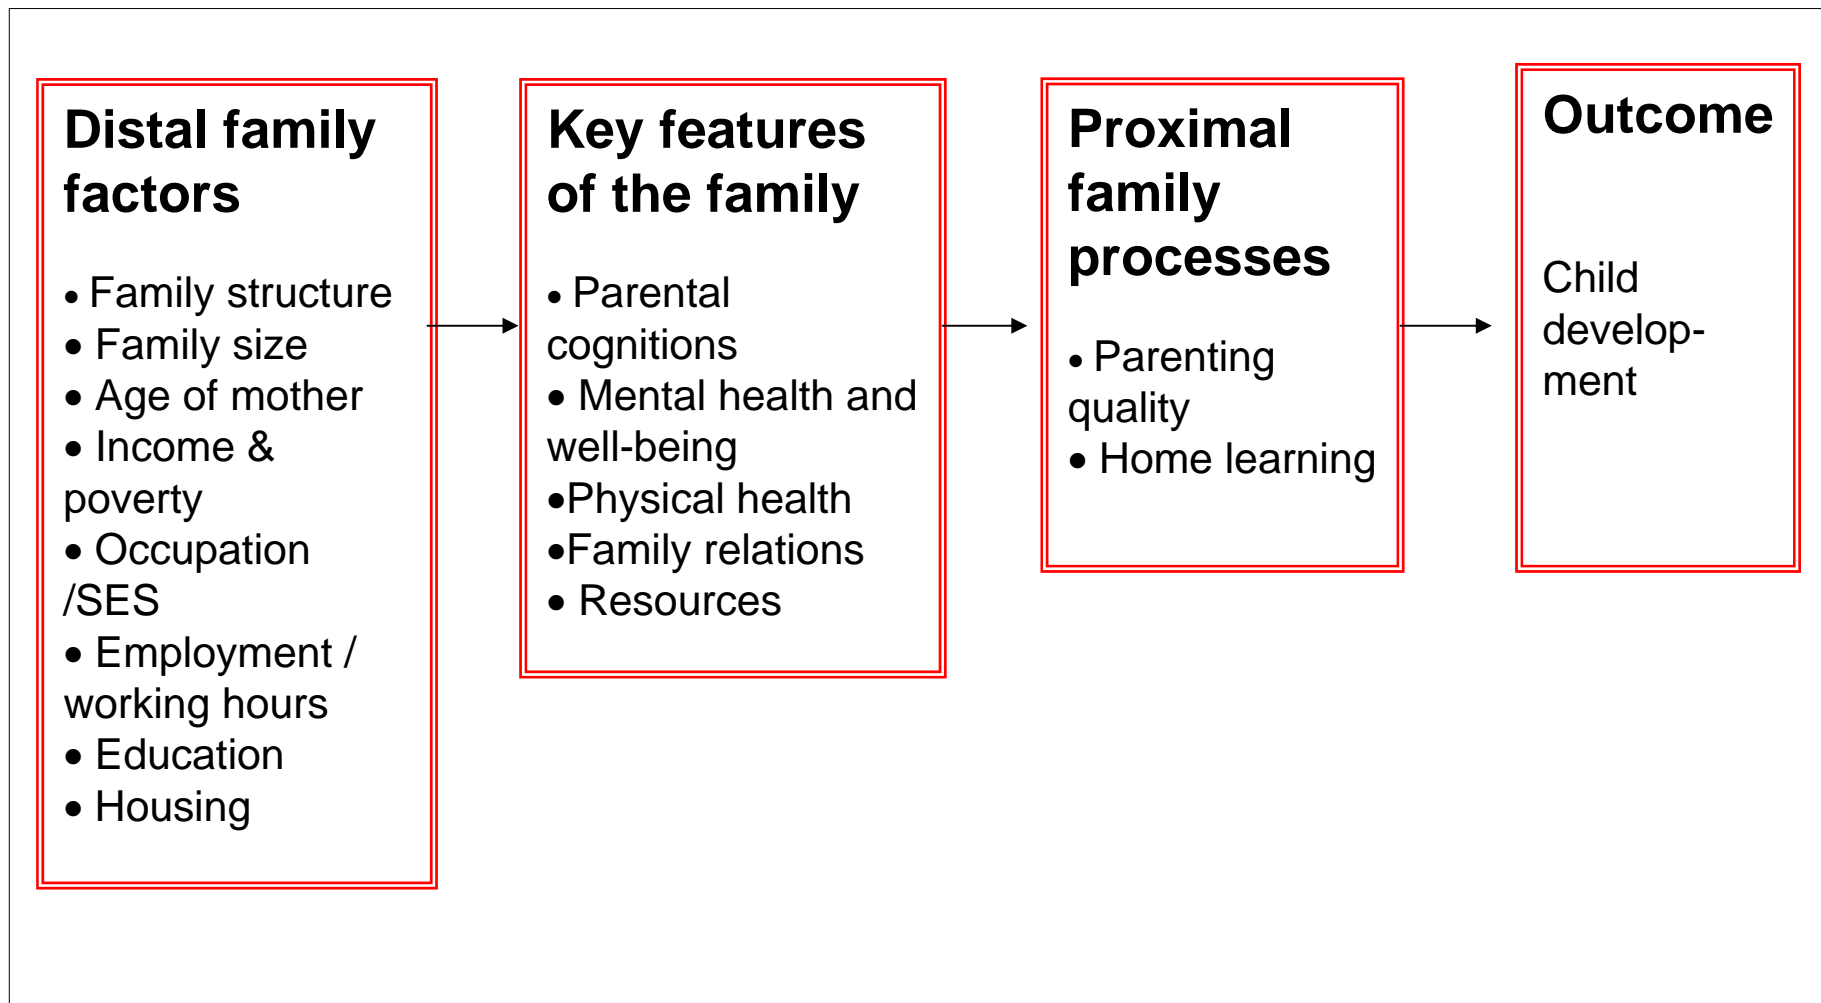 Distal family
factors
• Family structure
• Family size
• Age of mother
• Income &
poverty
• Occupation
/SES
• Employment /
working hours
• Education
• Housing
Key features
of the family
• Parental
cognitions
• Mental health and
well-being
•Physical health
•Family relations
• Resources
Proximal
family
processes
• Parenting
quality
• Home learning
Outcome
Child
develop-
ment